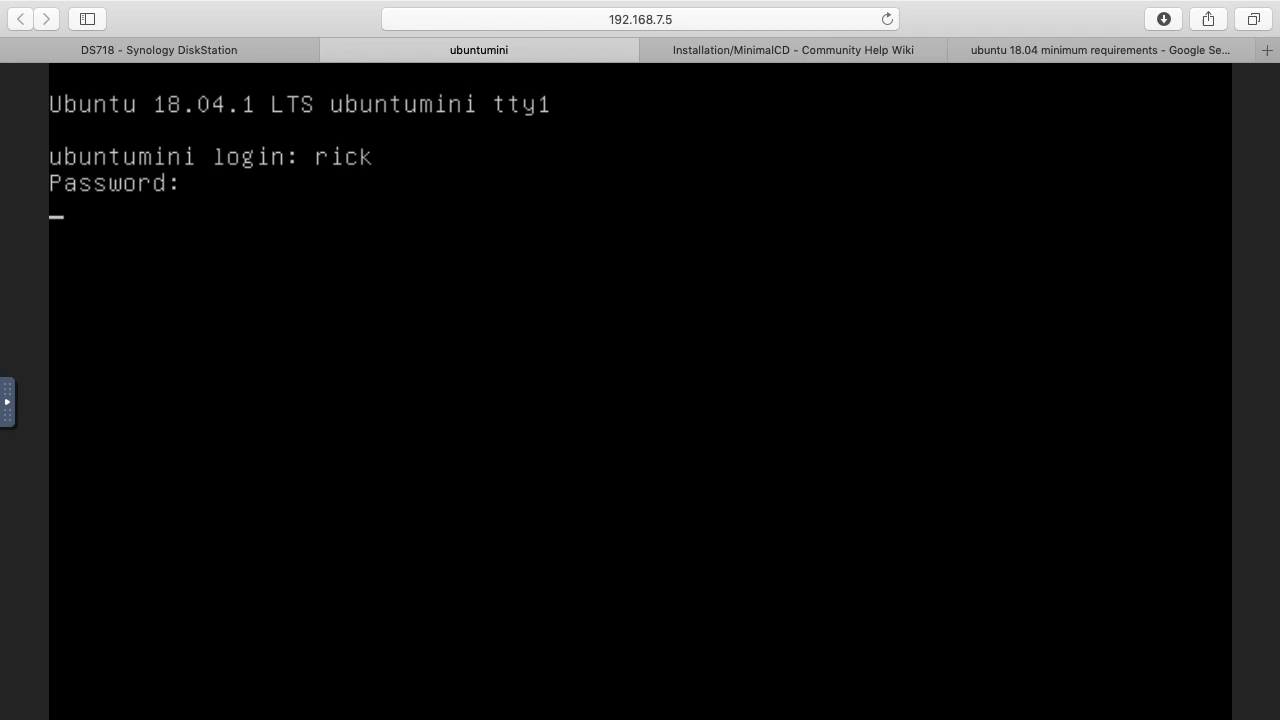 192.168.7.5
DS718 - Synology DiskStation
ubuntumini
Installation/MinimalCD - Community Help Wiki
ubuntu 18.04 minimum requirements - Google Se...
Ubuntu 18.04.1 LTS ubuntumini tty1
ubuntumini login: rick
Password: